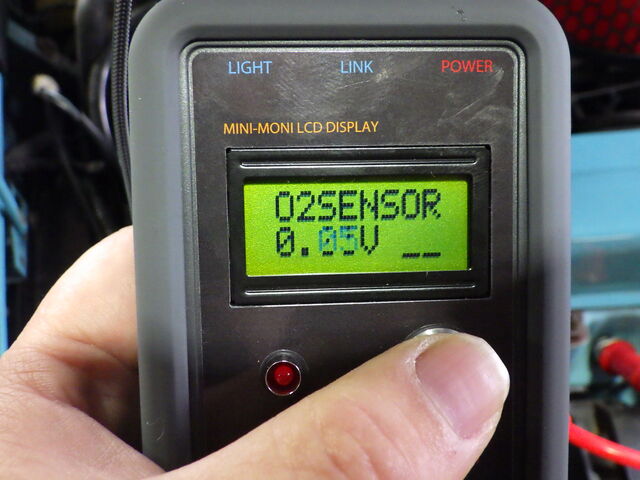 LIGHT LINK POWER
MINI-MONI LCD DISPLAY
O2SENSOR
0.05V __